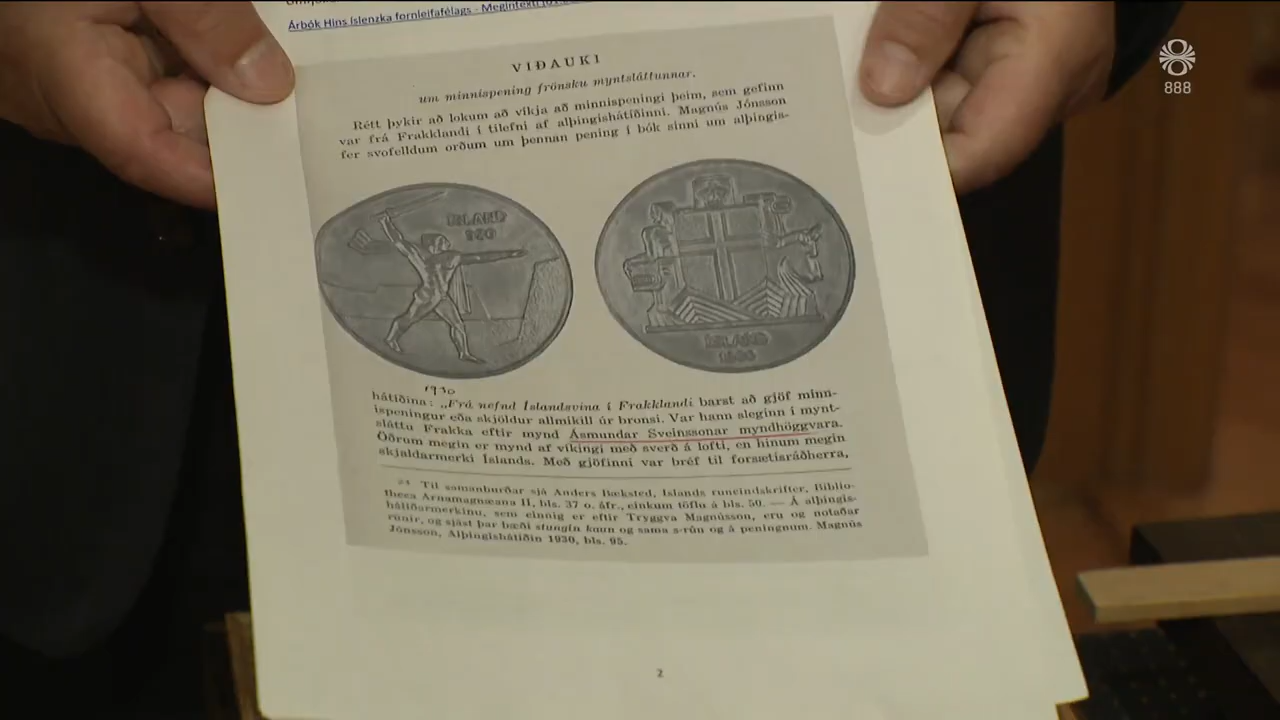 Árbók Hins íslenzka fornleifafélags - Megintexti
888
VIÐAUKI
um minnispening frönsku myntsláttunnar.
Rétt þykir að lokum að víkja að minnispeningi þeim, sem gefinn
var frá Frakklandi í tilefni af alþingishátíðinni. Magnús Jónsson
fer svofelldum orðum um þennan pening í bók sinni um alþingis-
ISLAND
930
ISLAND
1930
1930
hátíðina: „Frá nefnd Íslandsvina í Frakklandi barst að gjöf minn-
ispeningur eða skjöldur allmikill úr bronsi. Var hann sleginn í mynt-
sláttu Frakka eftir mynd Ásmundar Sveinssonar myndhöggvara.
Öðrum megin er mynd af víkingi með sverð á lofti, en hinum megin
skjaldarmerki Íslands. Með gjöfinni var bréf til forsætisráðherra,
24 Til samanburðar sjá Anders Bæksted, Islands runeindskrifter, Biblio-
theca Arnamagnæana II, bls. 37 o. áfr., einkum töflu á bls. 50. — Á alþingis-
hátíðarmerkinu, sem einnig er eftir Tryggva Magnússon, eru og notaðar
rúnir, og sjást þar bæði stungin kaun og sama s-rún og á peningnum. Magnús
Jónsson, Alþingishátíðin 1930, bls. 95.
2